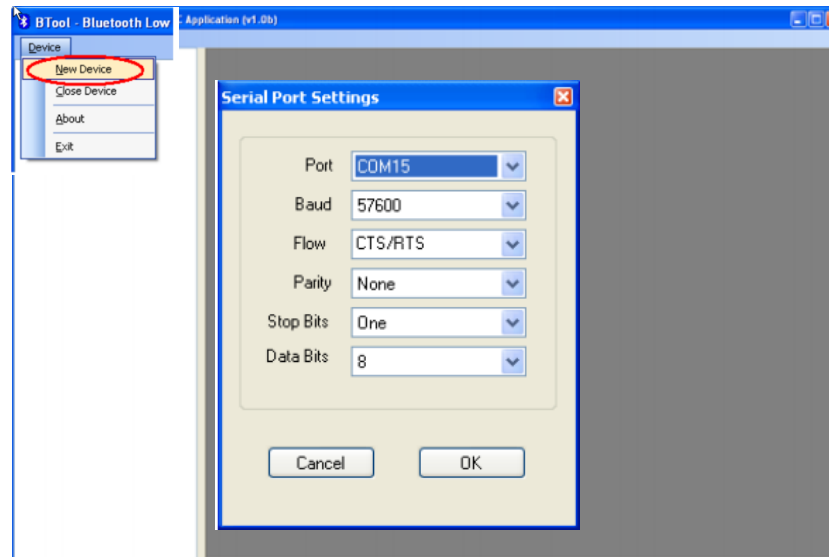 BTool - Bluetooth Low
Application (v1.0b)
Device
New Device
Close Device
About
Exit
Serial Port Settings
Port COM15
Baud 57600
Flow CTS/RTS
Parity None
Stop Bits One
Data Bits 8
Cancel OK